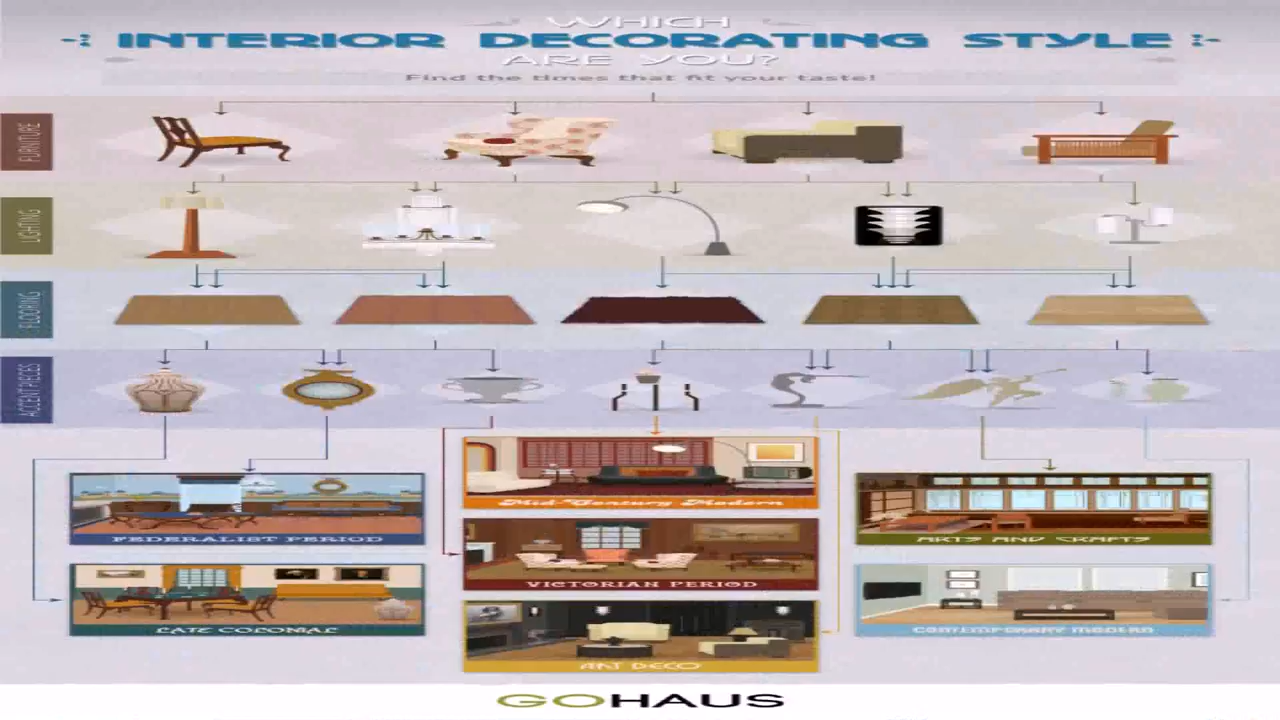 WHICH
INTERIOR DECORATING STYLE
ARE YOU?
Find the times that fit your taste!
FURNITURE
LIGHTING
FLOORING
ACCENT PIECES
Mid-Century Modern
FEDERALIST PERIOD
ARTS AND CRAFTS
VICTORIAN PERIOD
LATE COLONIAL
CONTEMPORARY MODERN
ART DECO
GOHAUS